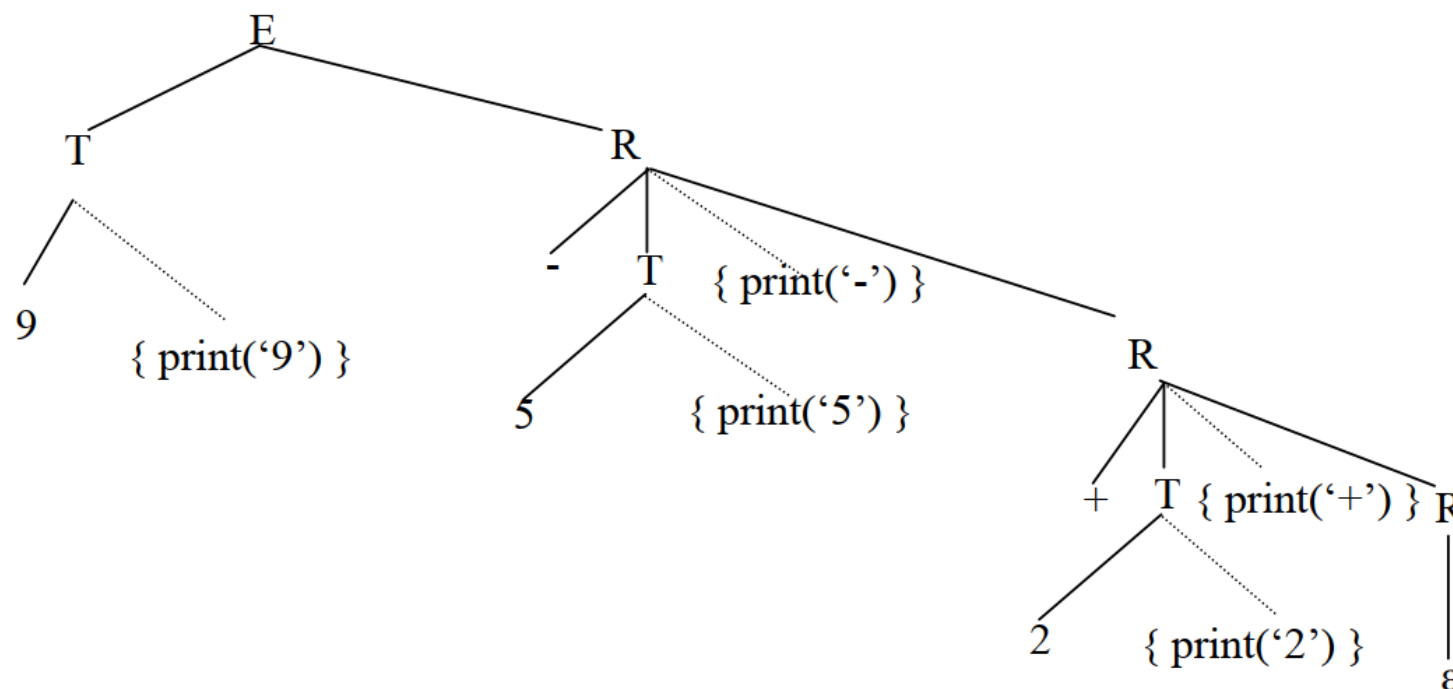 E
T
R
-
T
{ print(‘-’) }
9
{ print(‘9’) }
R
5
{ print(‘5’) }
+
T
{ print(‘+’) }
R
2
{ print(‘2’) }
ε